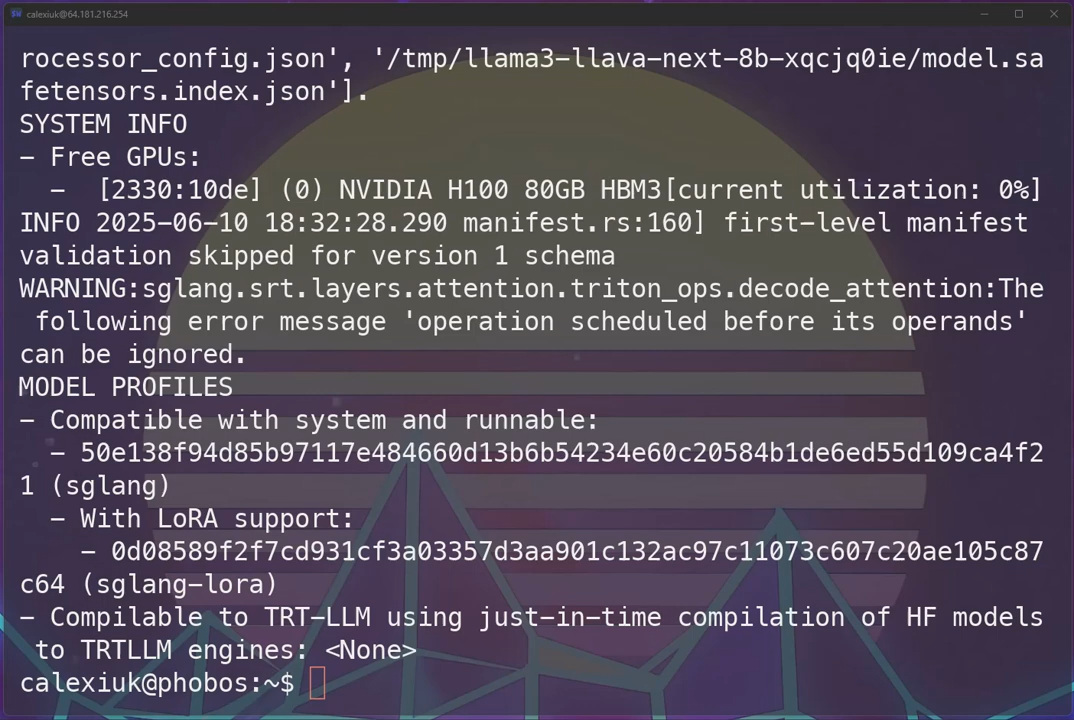 calexiuk@64.181.216.254
rocessor_config.json', '/tmp/llama3-llava-next-8b-xqcjq0ie/model.sa
fetensors.index.json'].
SYSTEM INFO
- Free GPUs:
  -  [2330:10de] (0) NVIDIA H100 80GB HBM3[current utilization: 0%]
INFO 2025-06-10 18:32:28.290 manifest.rs:160] first-level manifest
validation skipped for version 1 schema
WARNING:sglang.srt.layers.attention.triton_ops.decode_attention:The
 following error message 'operation scheduled before its operands'
can be ignored.
MODEL PROFILES
- Compatible with system and runnable:
  - 50e138f94d85b97117e484660d13b6b54234e60c20584b1de6ed55d109ca4f2
1 (sglang)
  - With LoRA support:
    - 0d08589f2f7cd931cf3a03357d3aa901c132ac97c11073c607c20ae105c87
c64 (sglang-lora)
- Compilable to TRT-LLM using just-in-time compilation of HF models
 to TRTLLM engines: <None>
calexiuk@phobos:~$